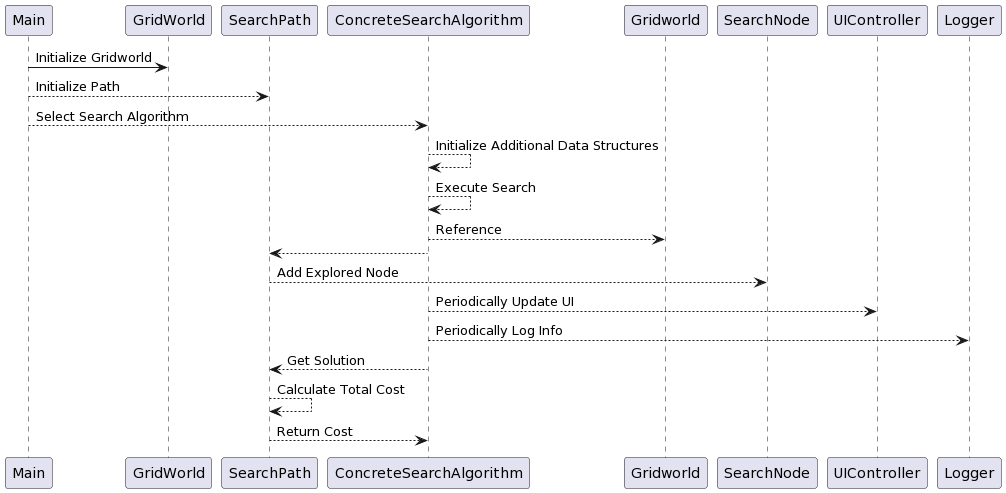 Main GridWorld SearchPath ConcreteSearchAlgorithm Gridworld SearchNode UIController Logger
Initialize Gridworld
Initialize Path
Select Search Algorithm
Initialize Additional Data Structures
Execute Search
Reference
Add Explored Node
Periodically Update UI
Periodically Log Info
Get Solution
Calculate Total Cost
Return Cost
Main GridWorld SearchPath ConcreteSearchAlgorithm Gridworld SearchNode UIController Logger